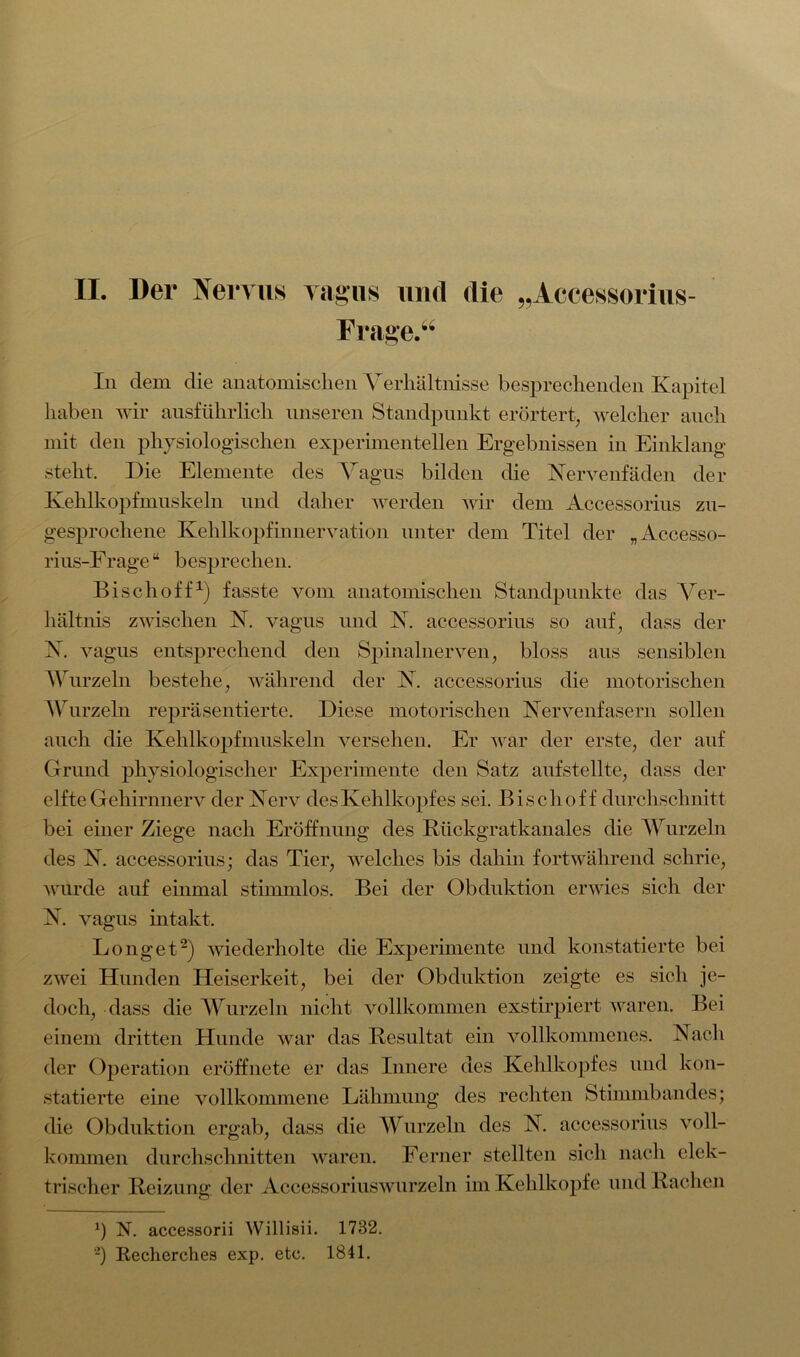 II. Der Nervus vagus und die „Accessorius-
Frage.“
In dem die anatomischen Verhältnisse besprechenden Kapitel
haben wir ausführlich unseren Standpunkt erörtert, welcher auch
mit den physiologischen experimentellen Ergebnissen in Einklang
steht. Die Elemente des Vagus bilden die Nervenfäden der
Kehlkopfmuskeln und daher werden wir dem Accessorius zu-
gesprochene Kehlkopfinnervation unter dem Titel der „Accesso-
rius-Frage“ besprechen.
Bischoff¹) fasste vom anatomischen Standpunkte das Ver-
hältnis zwischen N. vagus und N. accessorius so auf, dass der
N. vagus entsprechend den Spinalnerven, bloss aus sensiblen
Wurzeln bestehe, während der N. accessorius die motorischen
Wurzeln repräsentierte. Diese motorischen Nervenfasern sollen
auch die Kehlkopfmuskeln versehen. Er war der erste, der auf
Grund physiologischer Experimente den Satz aufstellte, dass der
elfte Gehirnnerv der Nerv des Kehlkopfes sei. Bischoff durchschnitt
bei einer Ziege nach Eröffnung des Rückgratkanales die Wurzeln
des N. accessorius; das Tier, welches bis dahin fortwährend schrie,
wurde auf einmal stimmlos. Bei der Obduktion erwies sich der
N. vagus intakt.
Longet²) wiederholte die Experimente und konstatierte bei
zwei Hunden Heiserkeit, bei der Obduktion zeigte es sich je-
doch, dass die Wurzeln nicht vollkommen exstirpiert waren. Bei
einem dritten Hunde war das Resultat ein vollkommenes. Nach
der Operation eröffnete er das Innere des Kehlkopfes und kon-
statierte eine vollkommene Lähmung des rechten Stimmbandes;
die Obduktion ergab, dass die Wurzeln des N. accessorius voll-
kommen durchschnitten waren. Ferner stellten sich nach elek-
trischer Reizung der Accessoriuswurzeln im Kehlkopfe und Rachen
¹) N. accessorii Willisii. 1732.
²) Recherches exp. etc. 1841.